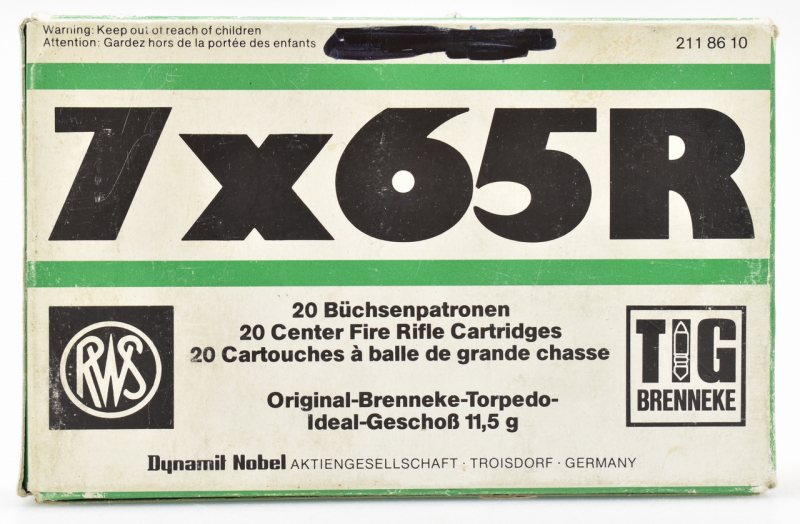 Warning: Keep out of reach of children
Attention: Gardez hors de la portée des enfants
211 86 10
7x65R
RWS
20 Büchsenpatronen
20 Center Fire Rifle Cartridges
20 Cartouches à balle de grande chasse
Original-Brenneke-Torpedo-
Ideal-Geschoß 11,5 g
TIG
BRENNEKE
Dynamit Nobel AKTIENGESELLSCHAFT · TROISDORF · GERMANY